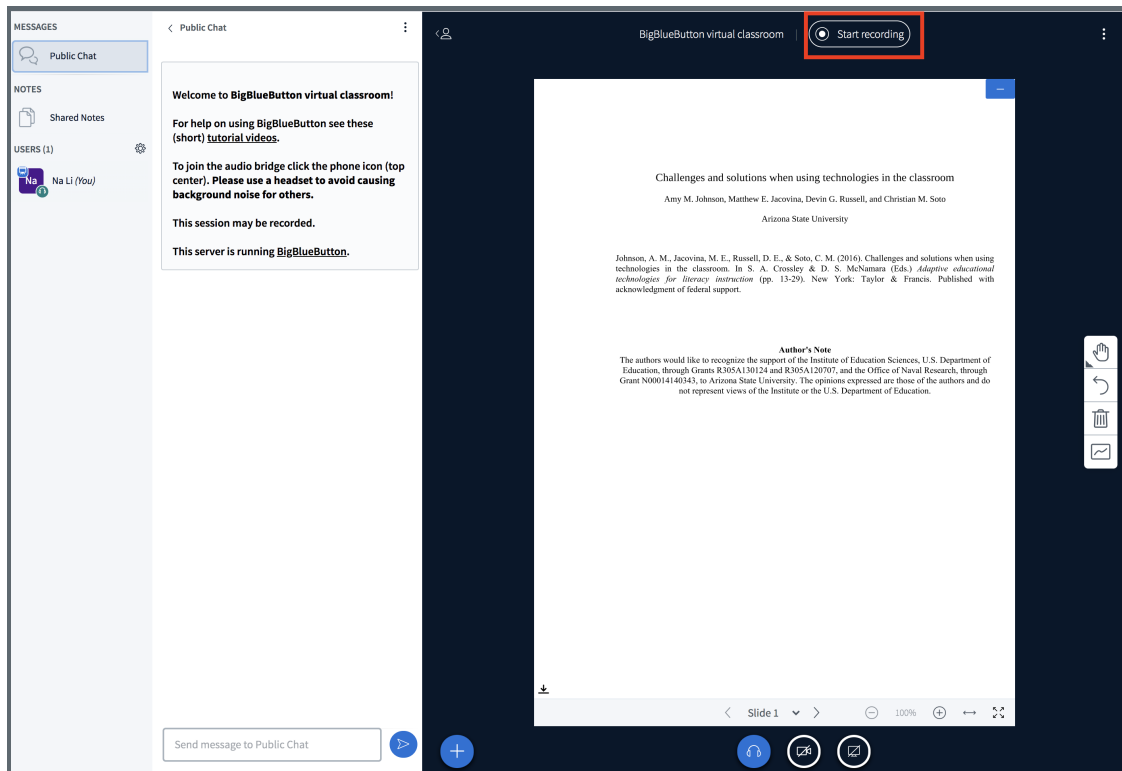 MESSAGES
Public Chat
NOTES
Shared Notes
USERS (1)
Na
Na Li (You)
Public Chat
Welcome to BigBlueButton virtual classroom!
For help on using BigBlueButton see these
(short) tutorial videos.
To join the audio bridge click the phone icon (top
center). Please use a headset to avoid causing
background noise for others.
This session may be recorded.
This server is running BigBlueButton.
Send message to Public Chat
BigBlueButton virtual classroom
Start recording
Challenges and solutions when using technologies in the classroom
Amy M. Johnson, Matthew E. Jacovina, Devin G. Russell, and Christian M. Soto
Arizona State University
Johnson, A. M., Jacovina, M. E., Russell, D. E., & Soto, C. M. (2016). Challenges and solutions when using
technologies in the classroom. In S. A. Crossley & D. S. McNamara (Eds.) Adaptive educational
technologies for literacy instruction (pp. 13-29). New York: Taylor & Francis. Published with
acknowledgment of federal support.
Author's Note
The authors would like to recognize the support of the Institute of Education Sciences, U.S. Department of
Education, through Grants R305A130124 and R305A120707, and the Office of Naval Research, through
Grant N00014140343, to Arizona State University. The opinions expressed are those of the authors and do
not represent views of the Institute or the U.S. Department of Education.
Slide 1
100%